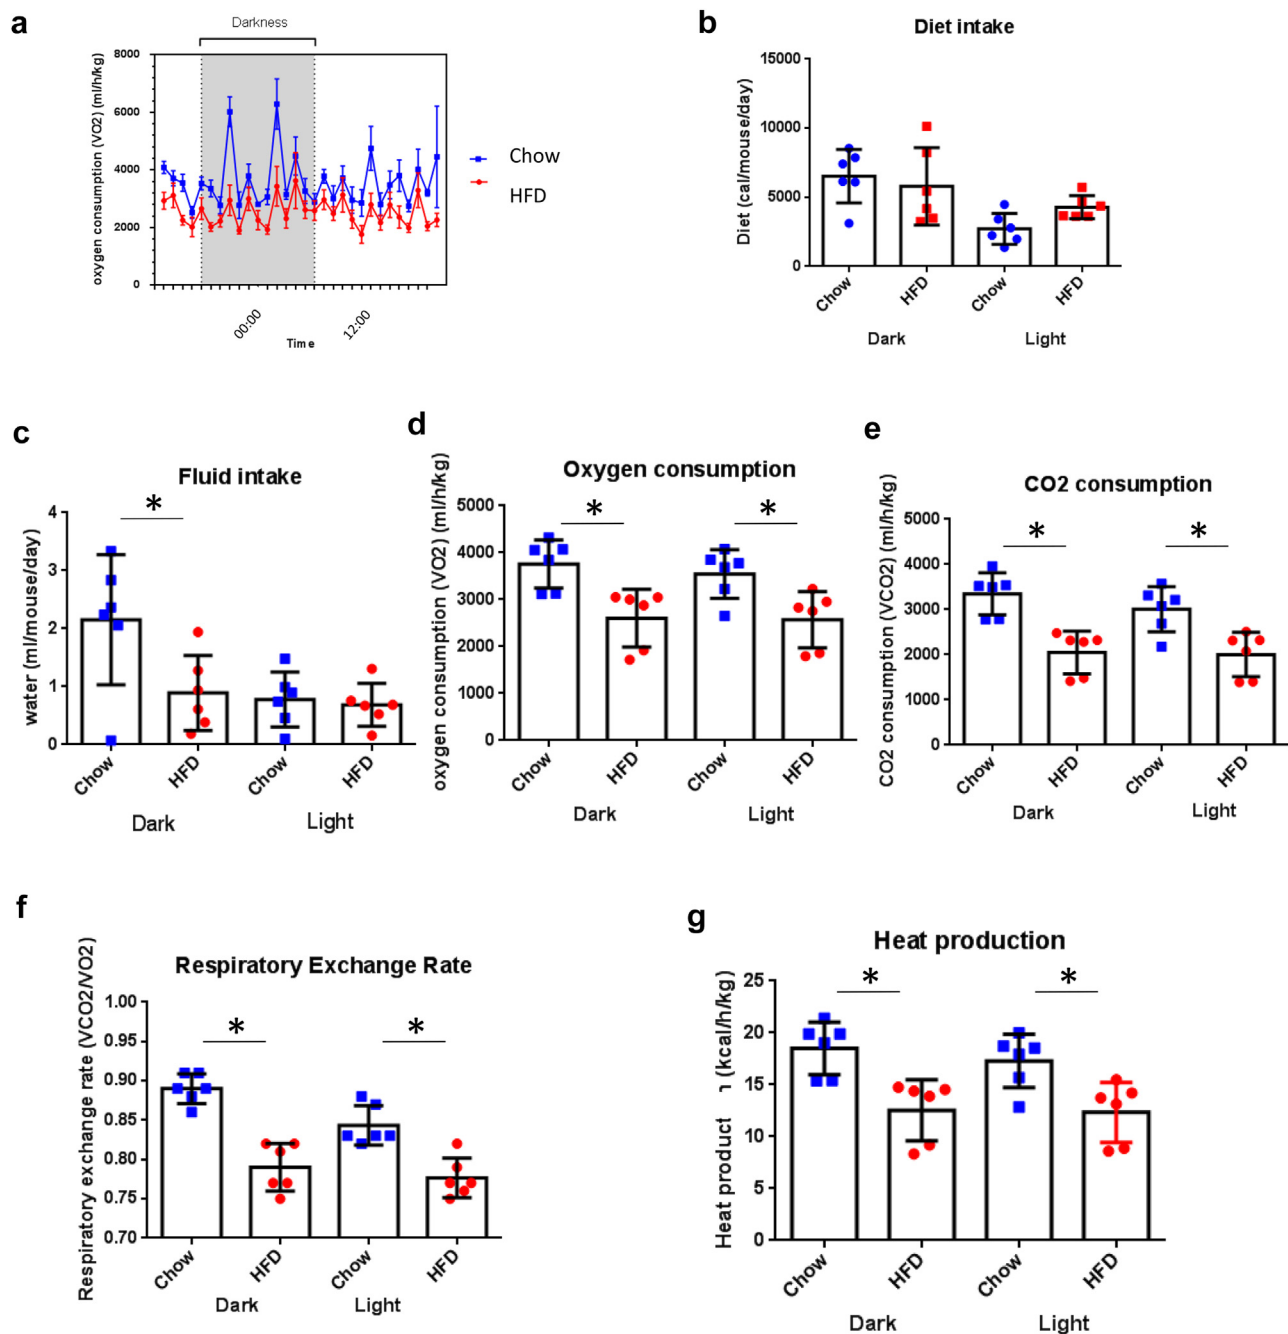 a
Darkness
8000
6000
4000
2000
0
oxygen consumption (VO2) (ml/h/kg)
00:00
12:00
Time
Chow
HFD
b
Diet intake
15000
10000
5000
0
Diet (cal/mouse/day)
Chow
HFD
Chow
HFD
Dark
Light
c
Fluid intake
4
3
2
1
0
water (ml/mouse/day)
*
Chow
HFD
Chow
HFD
Dark
Light
d
Oxygen consumption
5000
4000
3000
2000
1000
0
oxygen consumption (VO2) (ml/h/kg)
*
*
Chow
HFD
Chow
HFD
Dark
Light
e
CO2 consumption
5000
4000
3000
2000
1000
0
CO2 consumption (VCO2) (ml/h/kg)
*
*
Chow
HFD
Chow
HFD
Dark
Light
f
Respiratory Exchange Rate
1.00
0.95
0.90
0.85
0.80
0.75
0.70
Respiratory exchange rate (VCO2/VO2)
*
*
Chow
HFD
Chow
HFD
Dark
Light
g
Heat production
25
20
15
10
5
0
Heat product n (kcal/h/kg)
*
*
Chow
HFD
Chow
HFD
Dark
Light